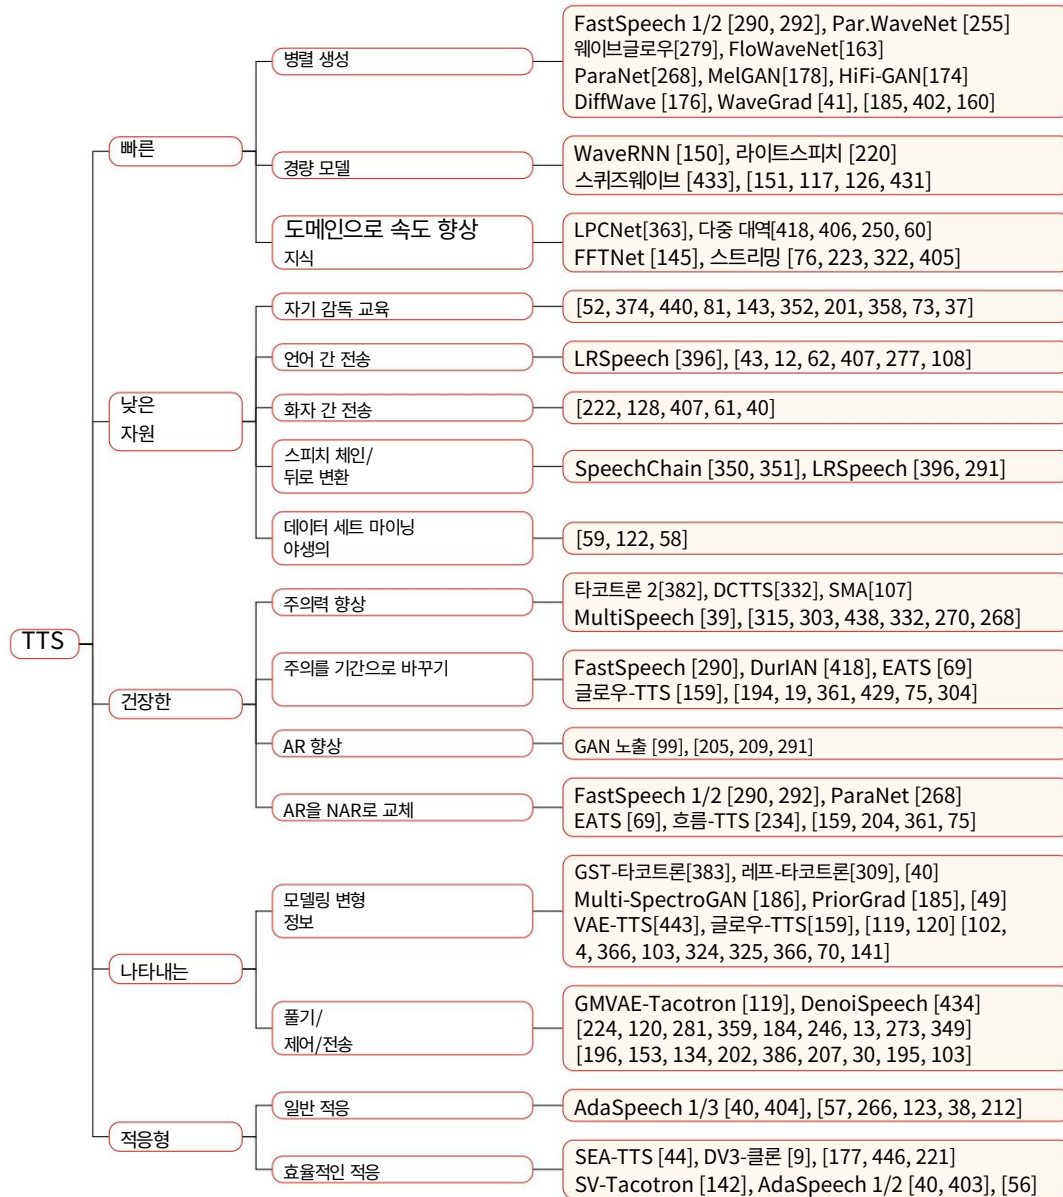 TTS
빠른
병렬 생성
FastSpeech 1/2 [290, 292], Par.WaveNet [255]
웨이브글로우[279], FloWaveNet[163]
ParaNet[268], MelGAN[178], HiFi-GAN[174]
DiffWave [176], WaveGrad [41], [185, 402, 160]
경량 모델
WaveRNN [150], 라이트스피치 [220]
스퀴즈웨이브 [433], [151, 117, 126, 431]
도메인으로 속도 향상
지식
LPCNet[363], 다중 대역[418, 406, 250, 60]
FFTNet [145], 스트리밍 [76, 223, 322, 405]
낮은
자원
자기 감독 교육
[52, 374, 440, 81, 143, 352, 201, 358, 73, 37]
언어 간 전송
LRSpeech [396], [43, 12, 62, 407, 277, 108]
화자 간 전송
[222, 128, 407, 61, 40]
스피치 체인/
뒤로 변환
SpeechChain [350, 351], LRSpeech [396, 291]
데이터 세트 마이닝
야생의
[59, 122, 58]
건장한
주의력 향상
타코트론 2[382], DCTTS[332], SMA[107]
MultiSpeech [39], [315, 303, 438, 332, 270, 268]
주의를 기간으로 바꾸기
FastSpeech [290], DurIAN [418], EATS [69]
글로우-TTS [159], [194, 19, 361, 429, 75, 304]
AR 향상
GAN 노출 [99], [205, 209, 291]
AR을 NAR로 교체
FastSpeech 1/2 [290, 292], ParaNet [268]
EATS [69], 흐름-TTS [234], [159, 204, 361, 75]
나타내는
모델링 변형
정보
GST-타코트론[383], 레프-타코트론[309], [40]
Multi-SpectroGAN [186], PriorGrad [185], [49]
VAE-TTS[443], 글로우-TTS[159], [119, 120] [102,
4, 366, 103, 324, 325, 366, 70, 141]
풀기/
제어/전송
GMVAE-Tacotron [119], DenoiSpeech [434]
[224, 120, 281, 359, 184, 246, 13, 273, 349]
[196, 153, 134, 202, 386, 207, 30, 195, 103]
적응형
일반 적응
AdaSpeech 1/3 [40, 404], [57, 266, 123, 38, 212]
효율적인 적응
SEA-TTS [44], DV3-클론 [9], [177, 446, 221]
SV-Tacotron [142], AdaSpeech 1/2 [40, 403], [56]